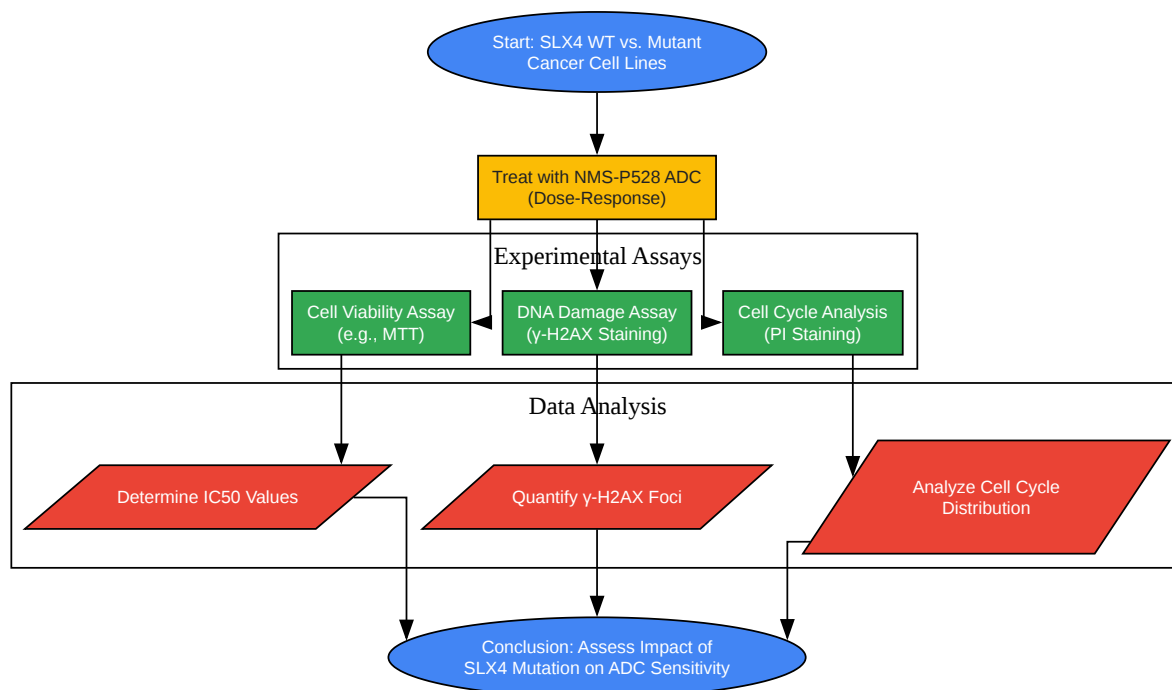 Start: SLX4 WT vs. Mutant
Cancer Cell Lines
Treat with NMS-P528 ADC
(Dose-Response)
Experimental Assays
Cell Viability Assay
(e.g., MTT)
DNA Damage Assay
(γ-H2AX Staining)
Cell Cycle Analysis
(PI Staining)
Data Analysis
Determine IC50 Values
Quantify γ-H2AX Foci
Analyze Cell Cycle
Distribution
Conclusion: Assess Impact of
SLX4 Mutation on ADC Sensitivity